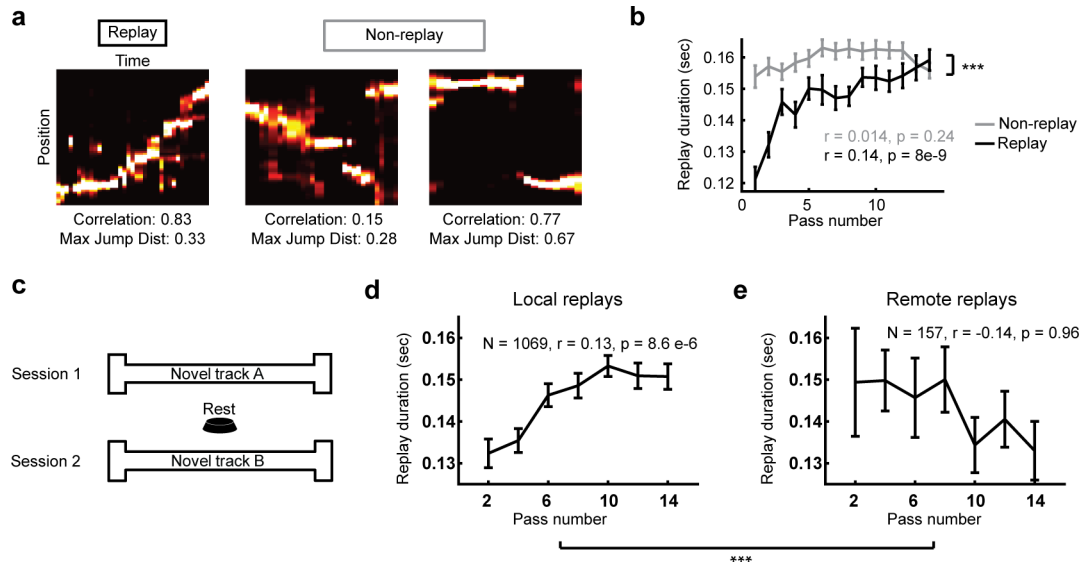 a
Replay
Non-replay
Time
Position
Correlation: 0.83
Max Jump Dist: 0.33
Correlation: 0.15
Max Jump Dist: 0.28
Correlation: 0.77
Max Jump Dist: 0.67
b
Replay duration (sec)
0.16
0.15
0.14
0.13
0.12
0
5
10
Pass number
***
Non-replay
Replay
r = 0.014, p = 0.24
r = 0.14, p = 8e-9
c
Session 1
Novel track A
Rest
Session 2
Novel track B
d
Local replays
N = 1069, r = 0.13, p = 8.6 e-6
Replay duration (sec)
0.16
0.15
0.14
0.13
2
6
10
14
Pass number
e
Remote replays
N = 157, r = -0.14, p = 0.96
Replay duration (sec)
0.16
0.15
0.14
0.13
2
6
10
14
Pass number
***